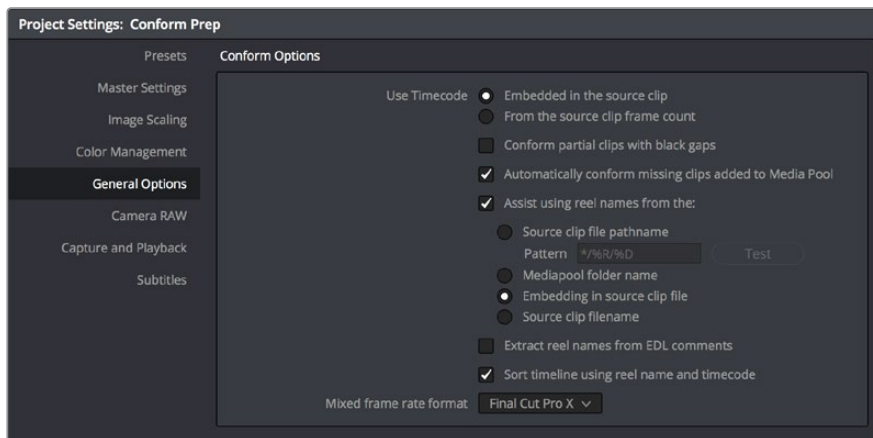 Project Settings: Conform Prep
Presets
Master Settings
Image Scaling
Color Management
General Options
Camera RAW
Capture and Playback
Subtitles
Conform Options
Use Timecode Embedded in the source clip
From the source clip frame count
Conform partial clips with black gaps
Automatically conform missing clips added to Media Pool
Assist using reel names from the:
Source clip file pathname
Pattern */%R/%D Test
Mediapool folder name
Embedding in source clip file
Source clip filename
Extract reel names from EDL comments
Sort timeline using reel name and timecode
Mixed frame rate format Final Cut Pro X